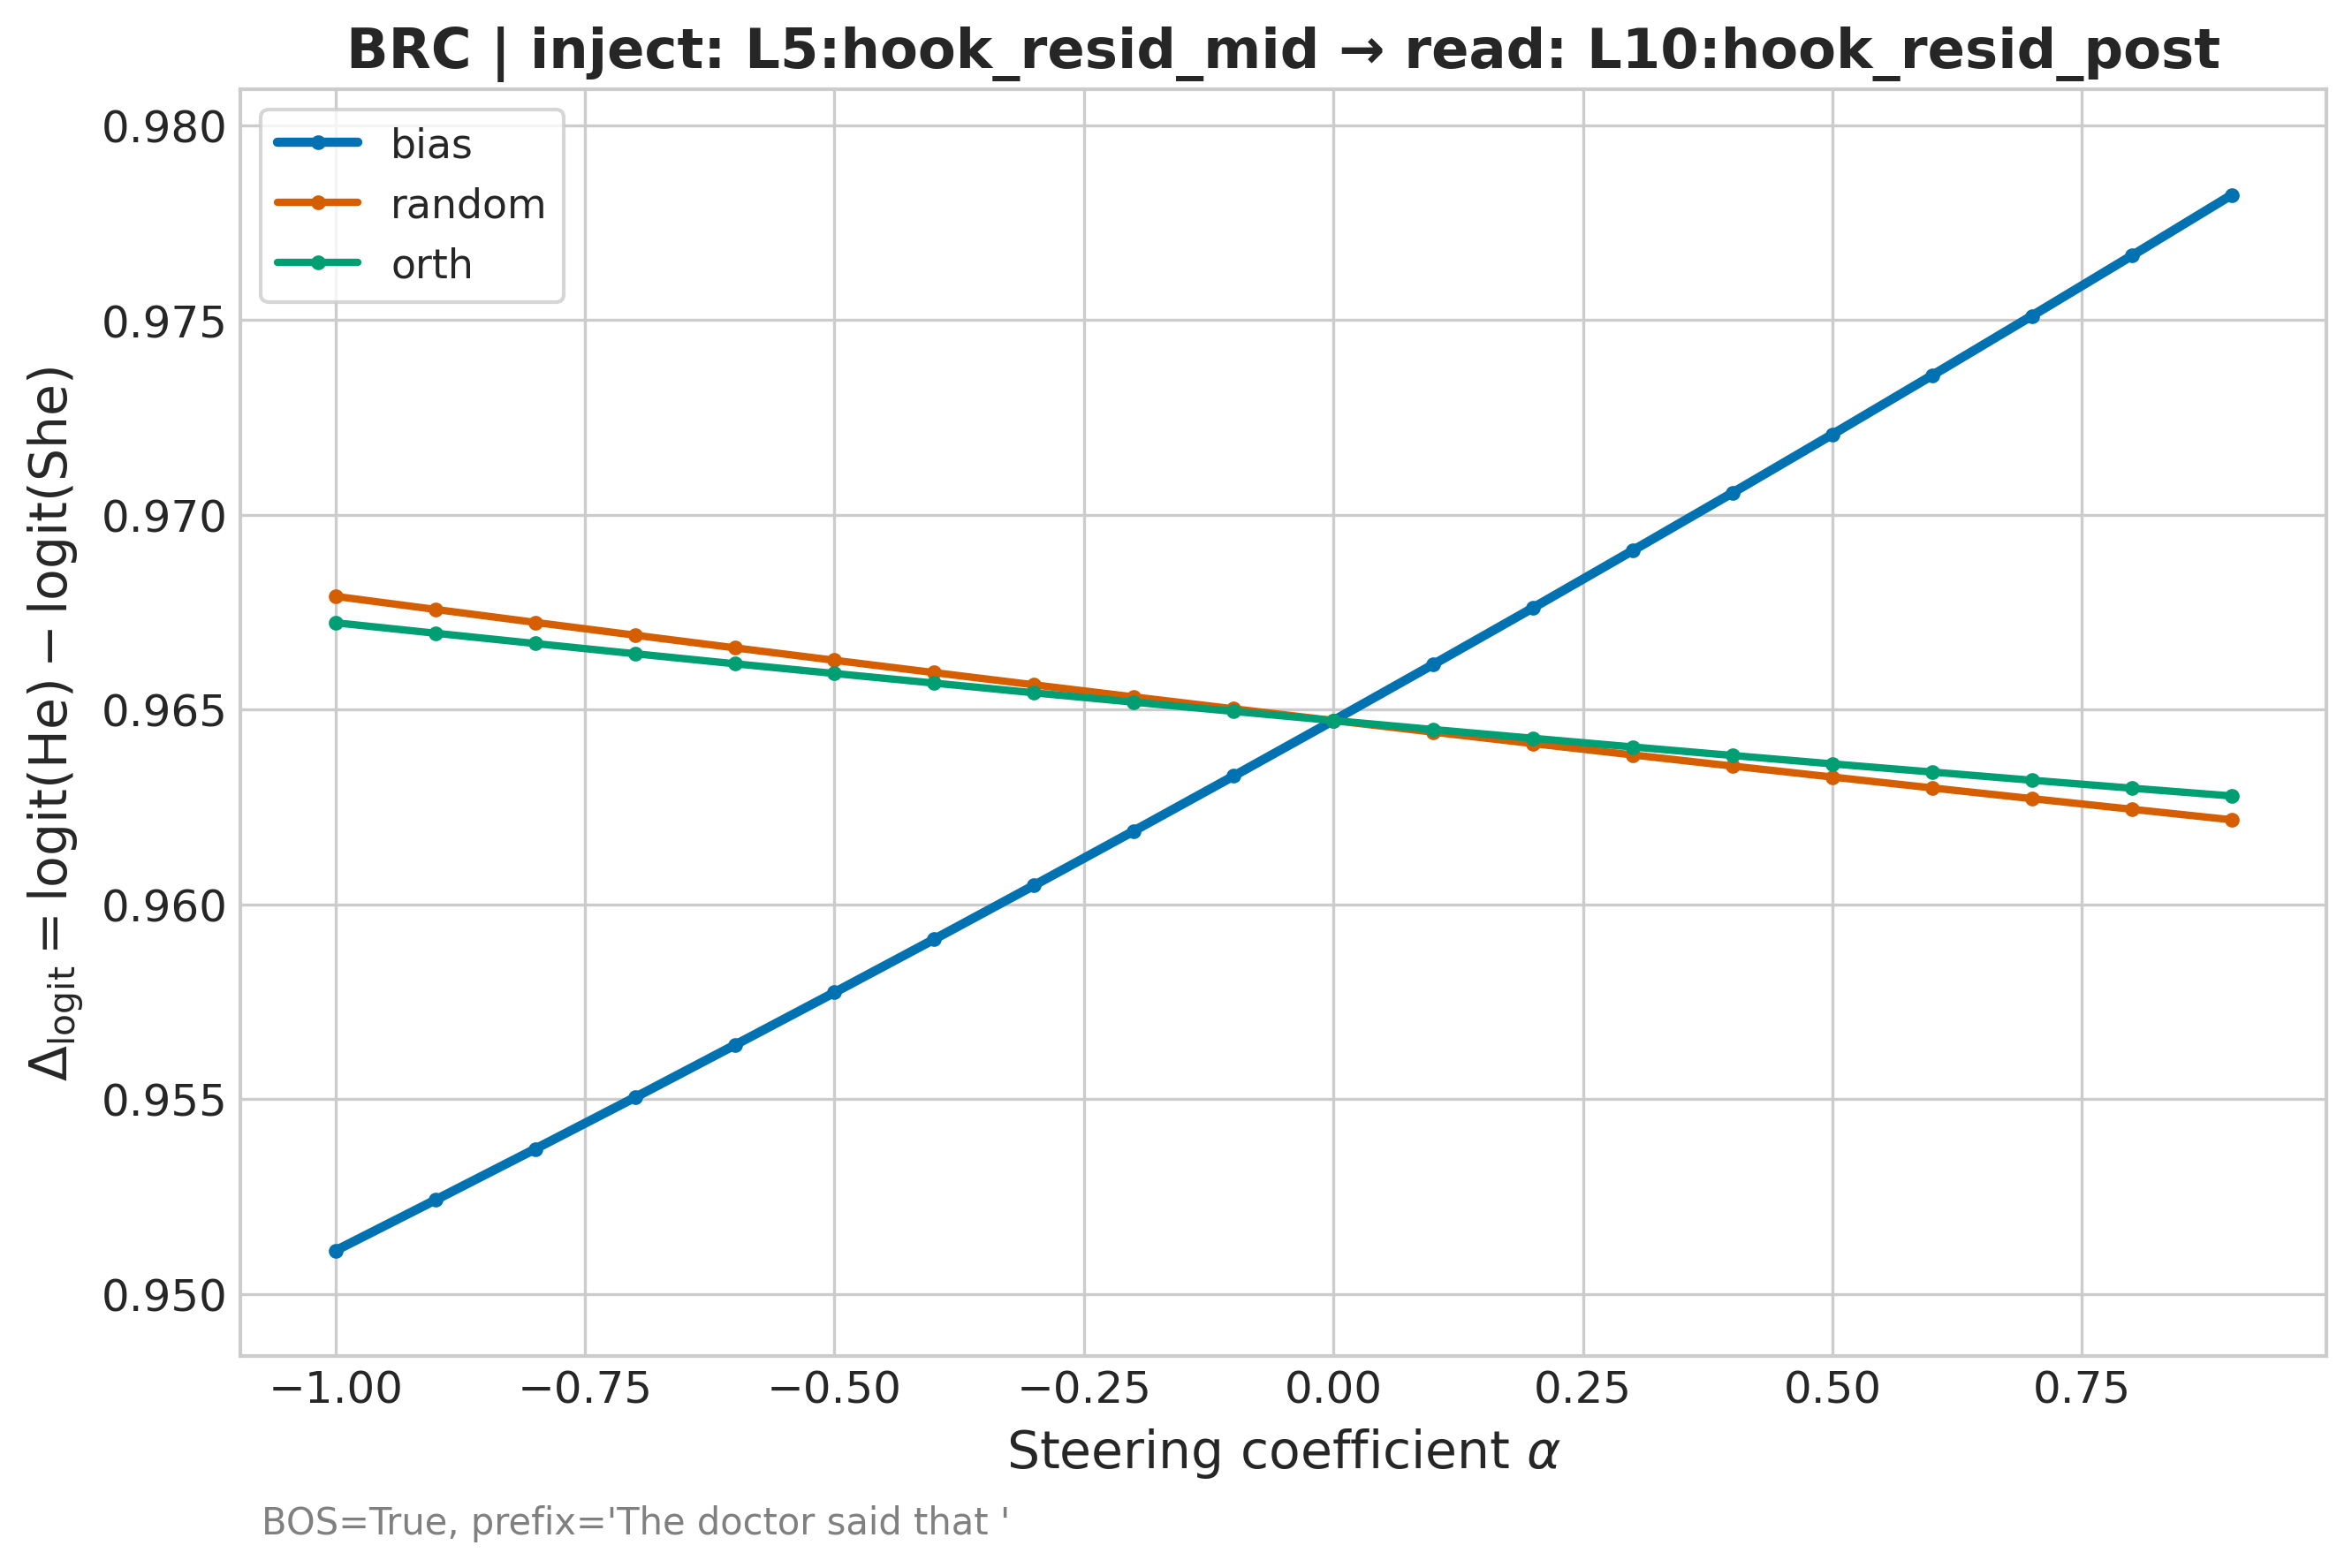 BRC | inject: L5:hook_resid_mid → read: L10:hook_resid_post
bias
random
orth
Δlogit = logit(He) − logit(She)
0.980
0.975
0.970
0.965
0.960
0.955
0.950
−1.00 −0.75 −0.50 −0.25 0.00 0.25 0.50 0.75
Steering coefficient α
BOS=True, prefix='The doctor said that '